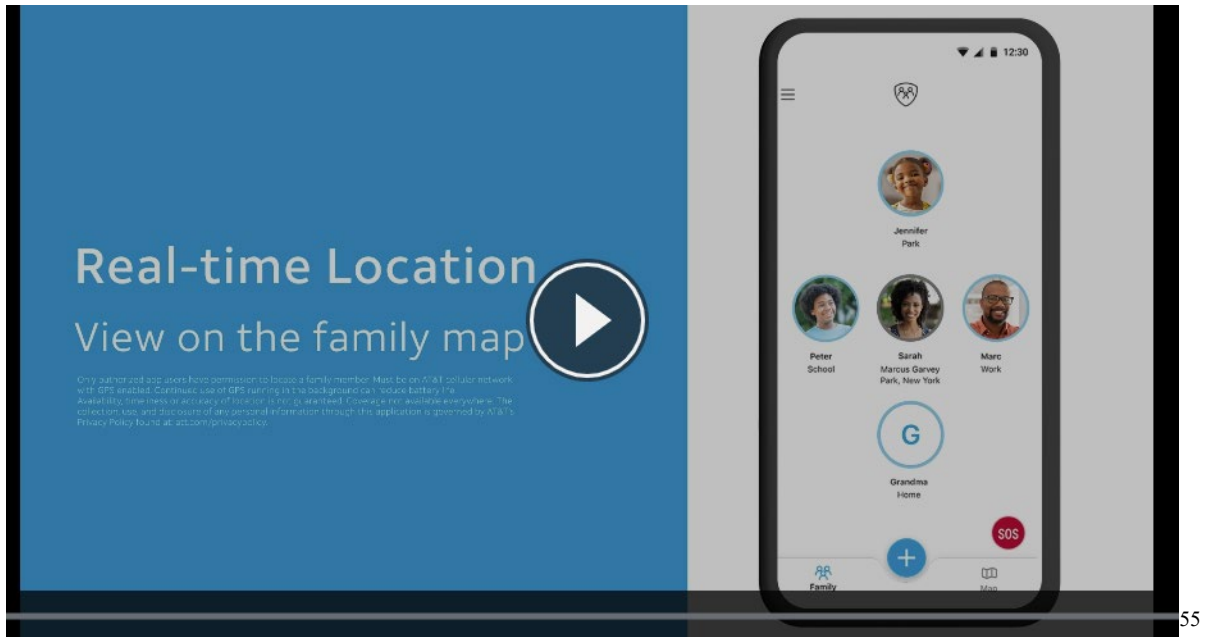 12:30
Jennifer
Park
Real-time Location
View on the family map
Only authorized app users have permission to locate a family member. Must be on AT&T cellular network
with GPS enabled. Continued use of GPS running in the background can reduce battery life.
Availability, timeliness or accuracy of location is not guaranteed. Coverage not available everywhere. The
collection, use, and disclosure of any personal information through this application is governed by AT&T's
Privacy Policy found at: att.com/privacypolicy.
Peter
School
Sarah
Marcus Garvey
Park, New York
Marc
Work
G
Grandma
Home
SOS
+
Family
Map
55